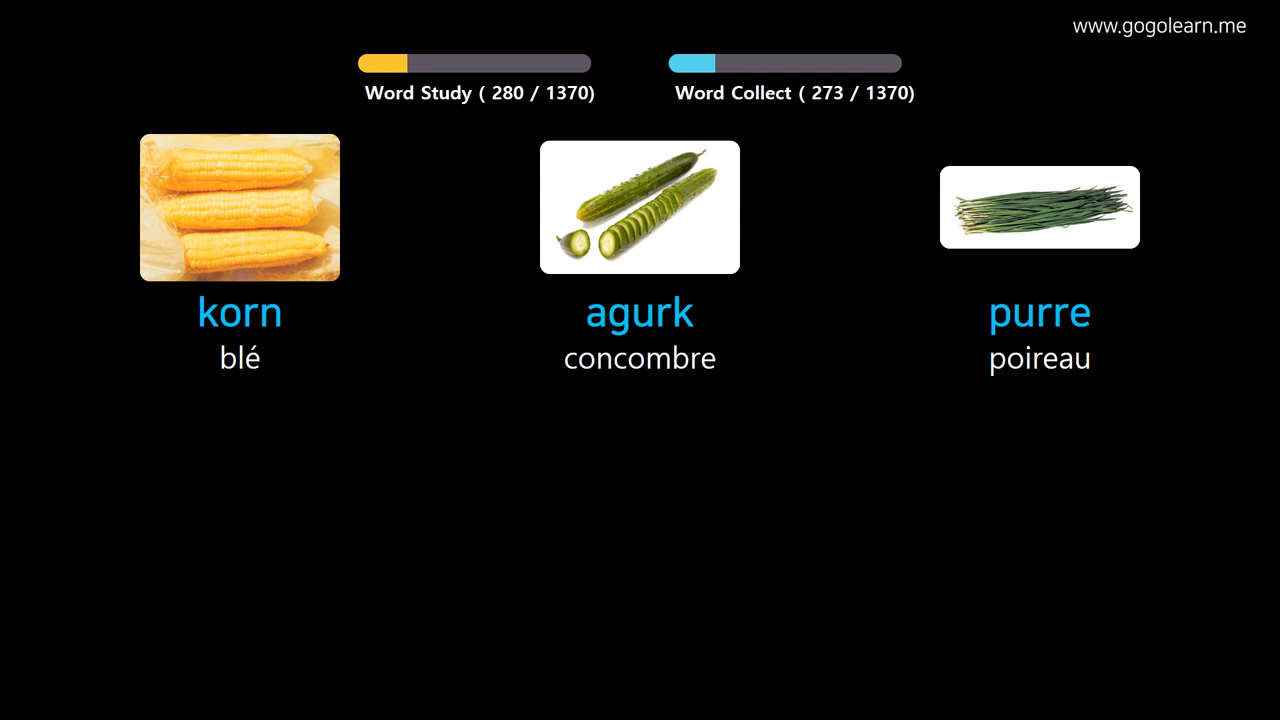 www.gogolearn.me
Word Study ( 280 / 1370)
Word Collect ( 273 / 1370)
korn
agurk
purre
blé
concombre
poireau